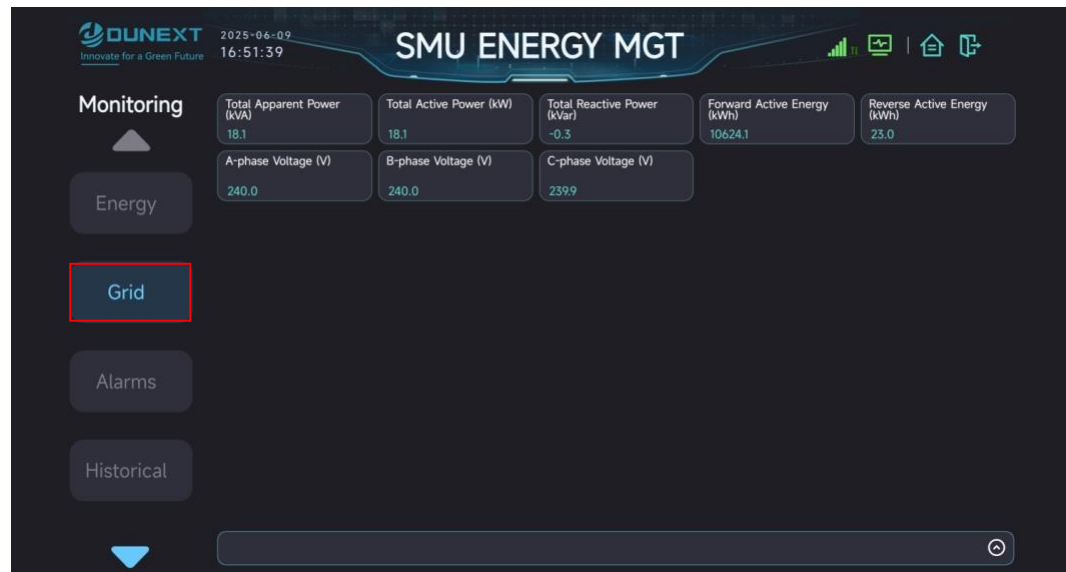 DUNEXT
Innovate for a Green Future
2025-06-09
16:51:39
SMU ENERGY MGT
Monitoring
Energy
Grid
Alarms
Historical
Total Apparent Power
(kVA)
18.1
Total Active Power (kW)
18.1
Total Reactive Power
(kVar)
-0.3
Forward Active Energy
(kWh)
10624.1
Reverse Active Energy
(kWh)
23.0
A-phase Voltage (V)
240.0
B-phase Voltage (V)
240.0
C-phase Voltage (V)
239.9